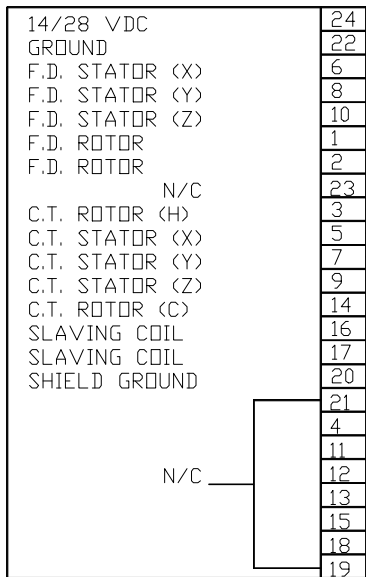 14/28 VDC 24
GROUND 22
F.D. STATOR (X) 6
F.D. STATOR (Y) 8
F.D. STATOR (Z) 10
F.D. ROTOR 1
F.D. ROTOR 2
N/C 23
C.T. ROTOR (H) 3
C.T. STATOR (X) 5
C.T. STATOR (Y) 7
C.T. STATOR (Z) 9
C.T. ROTOR (C) 14
SLAVING COIL 16
SLAVING COIL 17
SHIELD GROUND 20
21
4
11
N/C 12
13
15
18
19